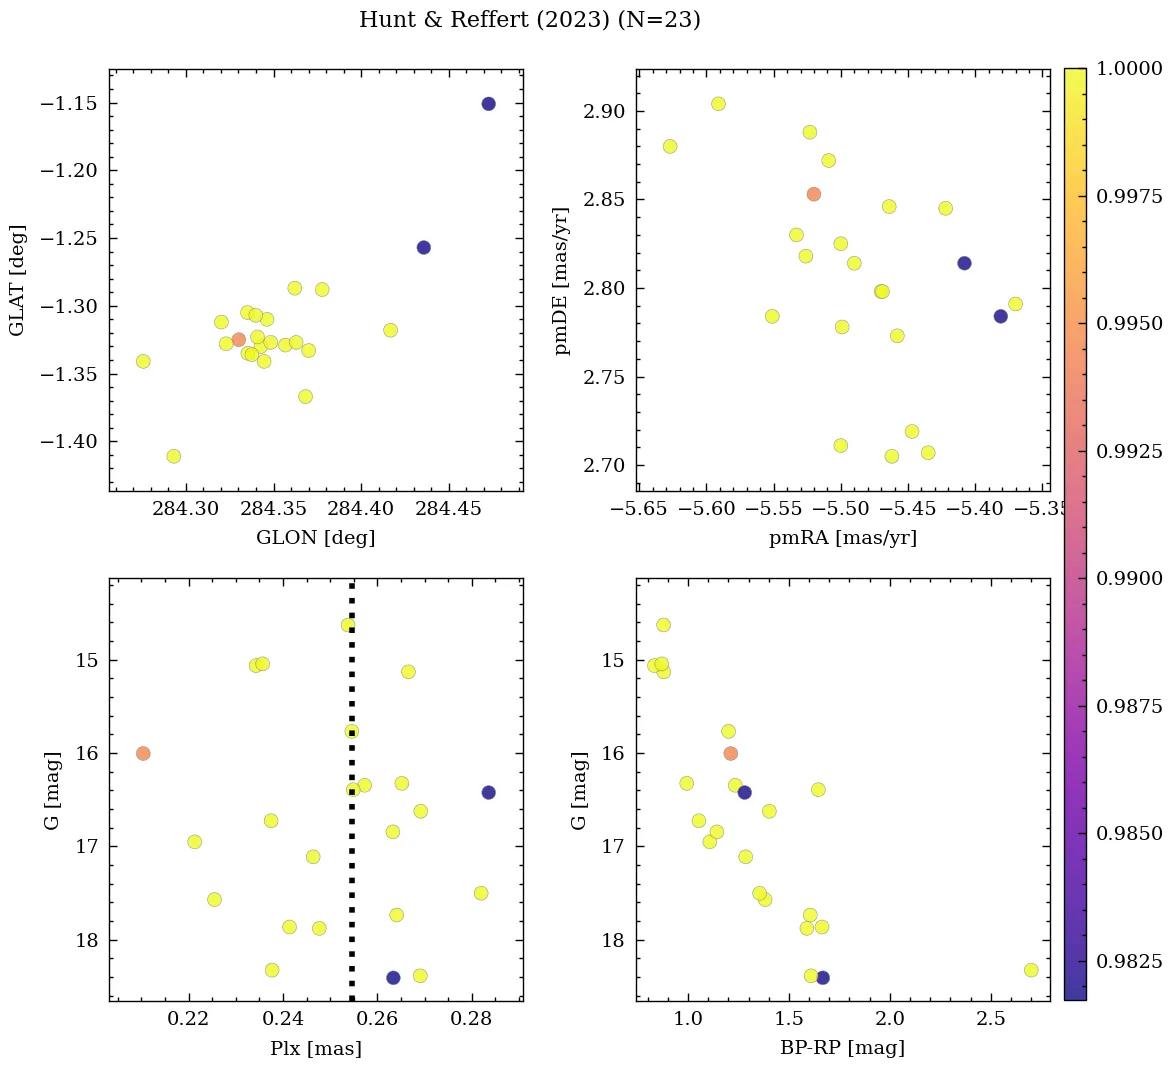 Hunt & Reffert (2023) (N=23)
−1.15
−1.20
−1.25
−1.30
−1.35
−1.40
GLAT [deg]
284.30 284.35 284.40 284.45
GLON [deg]
2.90
2.85
2.80
2.75
2.70
pmDE [mas/yr]
−5.65 −5.60 −5.55 −5.50 −5.45 −5.40 −5.35
pmRA [mas/yr]
15
16
17
18
G [mag]
0.22 0.24 0.26 0.28
Plx [mas]
15
16
17
18
G [mag]
1.0 1.5 2.0 2.5
BP-RP [mag]
1.0000
0.9975
0.9950
0.9925
0.9900
0.9875
0.9850
0.9825